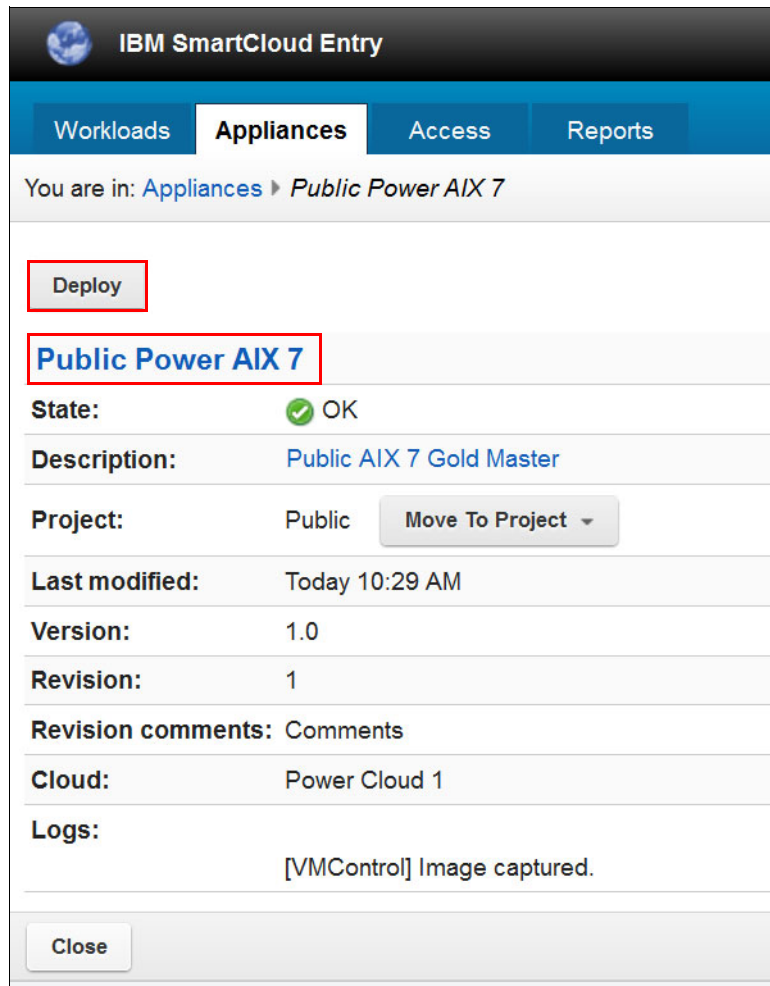 IBM SmartCloud Entry
Workloads Appliances Access Reports
You are in: Appliances Public Power AIX 7
Deploy
Public Power AIX 7
State: OK
Description: Public AIX 7 Gold Master
Project: Public Move To Project
Last modified: Today 10:29 AM
Version: 1.0
Revision: 1
Revision comments: Comments
Cloud: Power Cloud 1
Logs:
[VMControl] Image captured.
Close